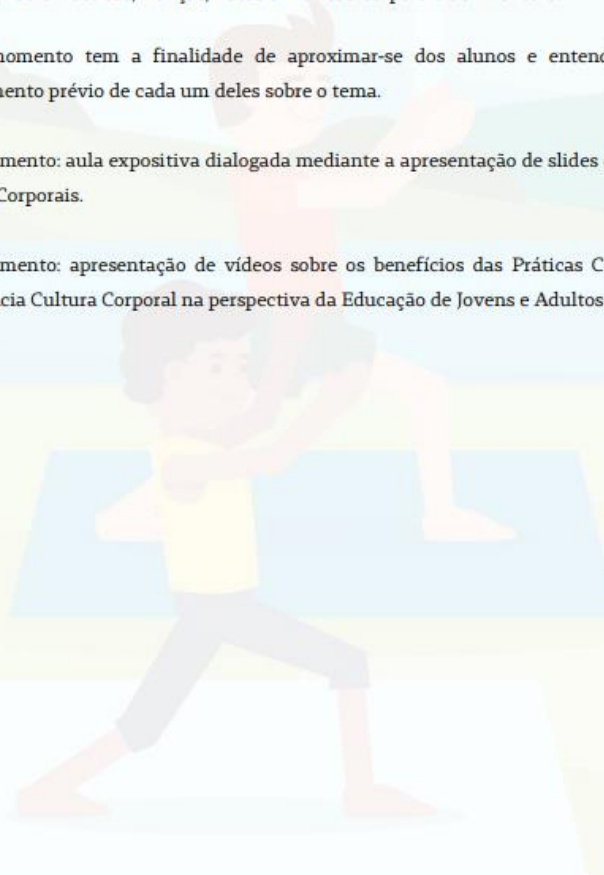 momento tem a finalidade de aproximar-se dos alunos e entend
mento prévio de cada um deles sobre o tema.
mento: aula expositiva dialogada mediante a apresentação de slides
Corporais.
mento: apresentação de vídeos sobre os benefícios das Práticas C
cia Cultura Corporal na perspectiva da Educação de Jovens e Adultos